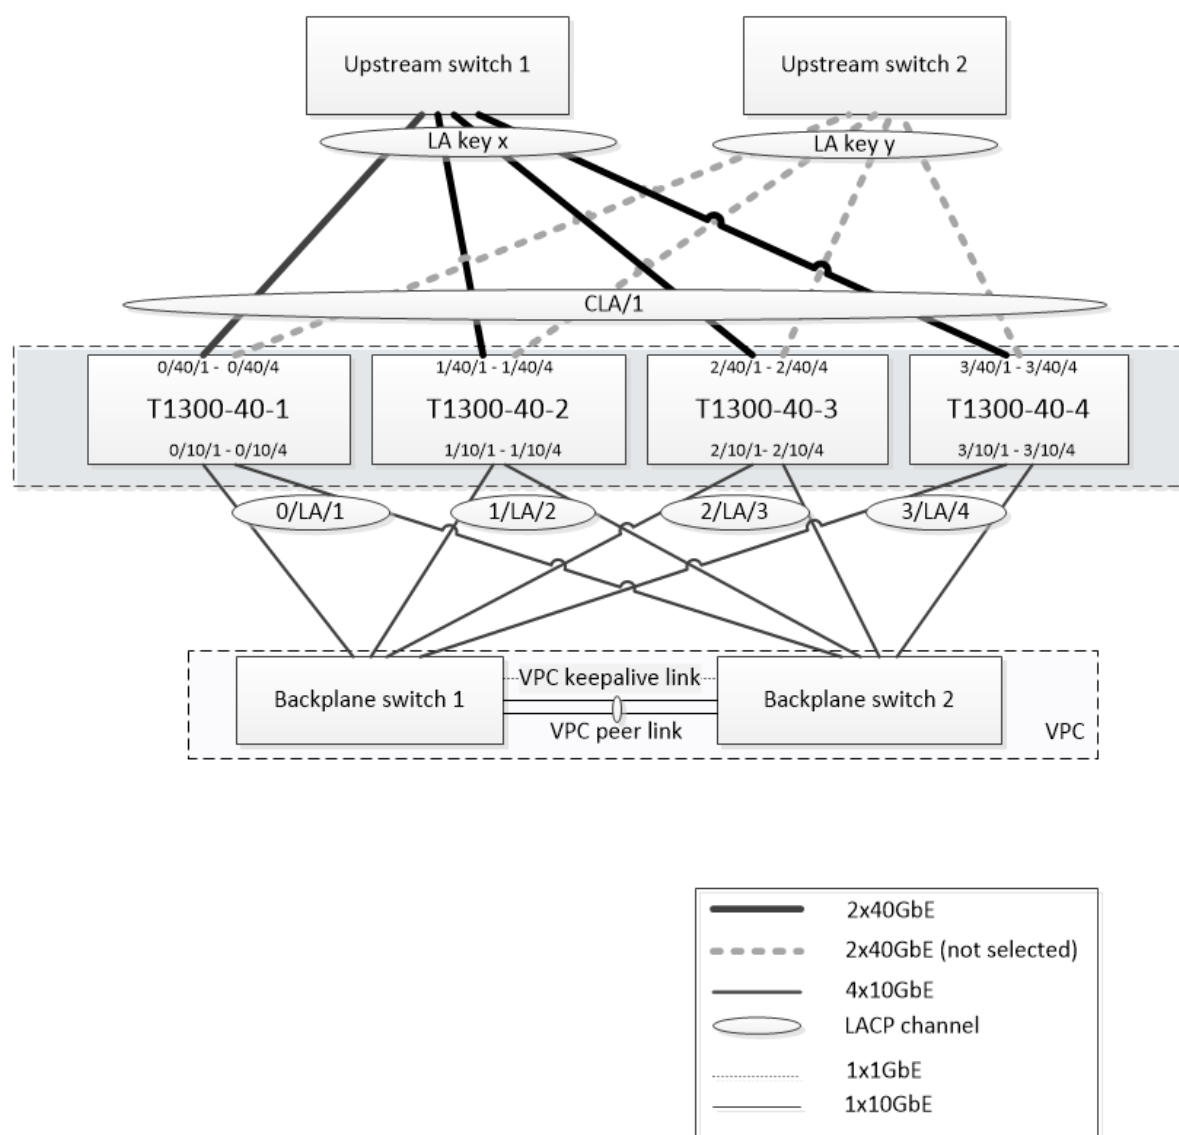 Upstream switch 1
Upstream switch 2
LA key x
LA key y
CLA/1
0/40/1 - 0/40/4
1/40/1 - 1/40/4
2/40/1 - 2/40/4
3/40/1 - 3/40/4
T1300-40-1
T1300-40-2
T1300-40-3
T1300-40-4
0/10/1 - 0/10/4
1/10/1 - 1/10/4
2/10/1- 2/10/4
3/10/1 - 3/10/4
0/LA/1
1/LA/2
2/LA/3
3/LA/4
Backplane switch 1
VPC keepalive link
VPC peer link
Backplane switch 2
VPC
2x40GbE
2x40GbE (not selected)
4x10GbE
LACP channel
1x1GbE
1x10GbE